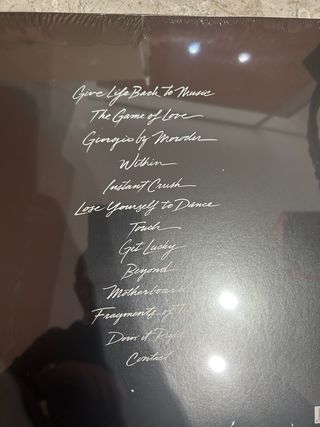 Give Life Back to Music
The Game of Love
Giorgio by Moroder
Within
Instant Crush
Lose Yourself to Dance
Touch
Get Lucky
Beyond
Motherboard
Fragments of
Doin' it
Contact